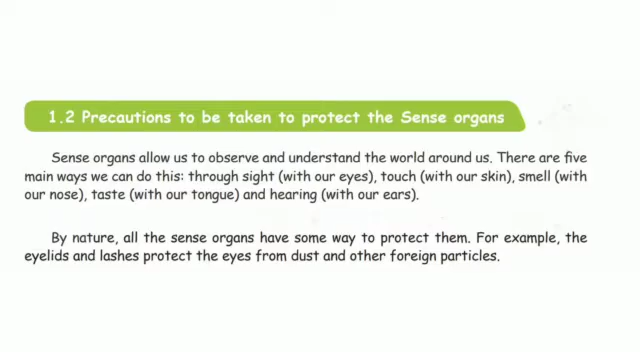 1.2 Precautions to be taken to protect the Sense organs
Sense organs allow us to observe and understand the world around us. There are five
main ways we can do this: through sight (with our eyes), touch (with our skin), smell (with
our nose), taste (with our tongue) and hearing (with our ears).
By nature, all the sense organs have some way to protect them. For example, the
eyelids and lashes protect the eyes from dust and other foreign particles.